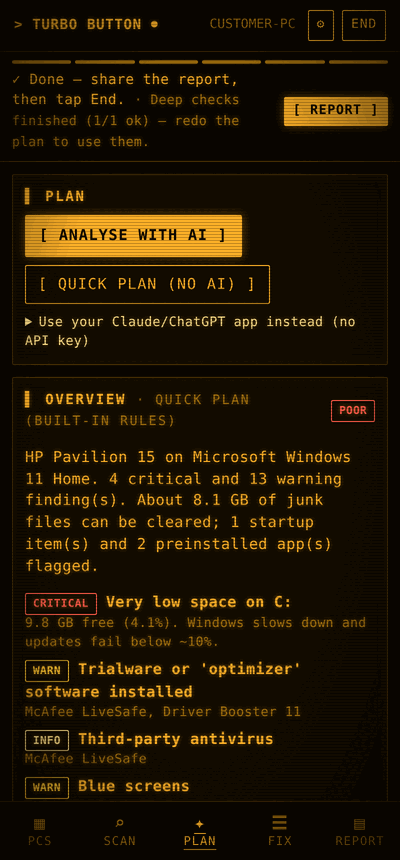 > TURBO BUTTON
CUSTOMER-PC
END
✓ Done — share the report,
then tap End. · Deep checks
finished (1/1 ok) — redo the
plan to use them.
[ REPORT ]
PLAN
[ ANALYSE WITH AI ]
[ QUICK PLAN (NO AI) ]
▶ Use your Claude/ChatGPT app instead (no
API key)
OVERVIEW · QUICK PLAN
(BUILT-IN RULES)
POOR
HP Pavilion 15 on Microsoft Windows
11 Home. 4 critical and 13 warning
finding(s). About 8.1 GB of junk
files can be cleared; 1 startup
item(s) and 2 preinstalled app(s)
flagged.
CRITICAL Very low space on C:
9.8 GB free (4.1%). Windows slows down and
updates fail below ~10%.
WARN Trialware or 'optimizer'
software installed
McAfee LiveSafe, Driver Booster 11
INFO Third-party antivirus
McAfee LiveSafe
WARN Blue screens
PCS SCAN PLAN FIX REPORT